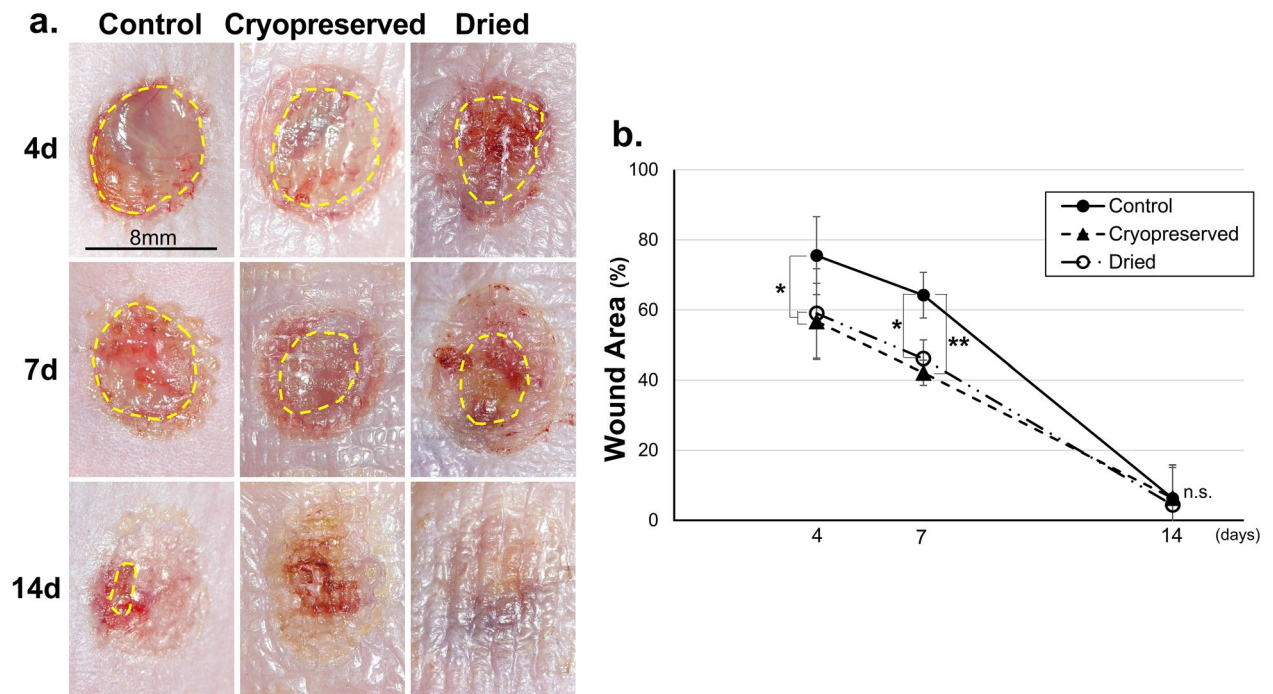 a. Control Cryopreserved Dried
4d
8mm
7d
14d
b.
Wound Area (%)
100
80
60
40
20
0
Control
Cryopreserved
Dried
*
*
**
n.s.
4 7 14 (days)